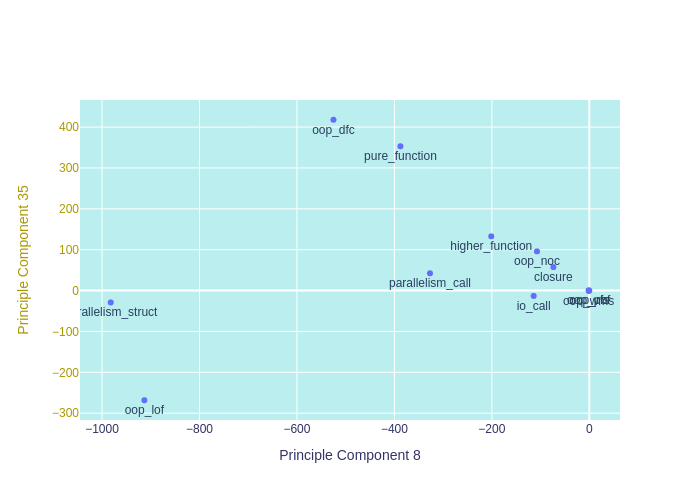 400
300
200
100
0
−100
−200
−300
Principle Component 35
oop_dfc
pure_function
higher_function
oop_noc
closure
parallelism_call
io_call
rallelism_struct
oop_lof
−1000
−800
−600
−400
−200
0
Principle Component 8